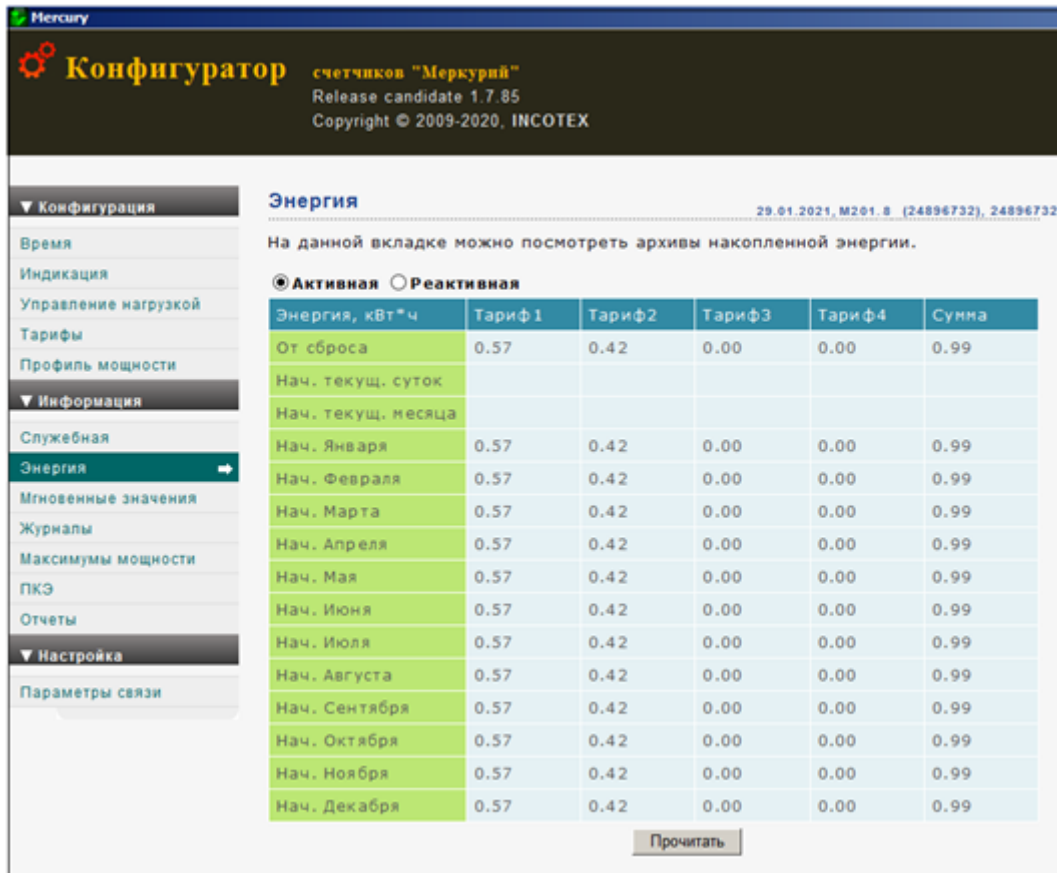 Mercury
Конфигуратор счетчиков "Меркурий"
Release candidate 1.7.85
Copyright © 2009-2020, INCOTEX
▼ Конфигурация
Время
Индикация
Управление нагрузкой
Тарифы
Профиль мощности
▼ Информация
Служебная
Энергия
Мгновенные значения
Журналы
Максимумы мощности
ПКЭ
Отчеты
▼ Настройка
Параметры связи
Энергия
29.01.2021, M201.8 (24896732), 24896732
На данной вкладке можно посмотреть архивы накопленной энергии.
Активная Реактивная
Энергия, кВт*ч Тариф1 Тариф2 Тариф3 Тариф4 Сумма
От сброса 0.57 0.42 0.00 0.00 0.99
Нач. текущ. суток
Нач. текущ. месяца
Нач. Января 0.57 0.42 0.00 0.00 0.99
Нач. Февраля 0.57 0.42 0.00 0.00 0.99
Нач. Марта 0.57 0.42 0.00 0.00 0.99
Нач. Апреля 0.57 0.42 0.00 0.00 0.99
Нач. Мая 0.57 0.42 0.00 0.00 0.99
Нач. Июня 0.57 0.42 0.00 0.00 0.99
Нач. Июля 0.57 0.42 0.00 0.00 0.99
Нач. Августа 0.57 0.42 0.00 0.00 0.99
Нач. Сентября 0.57 0.42 0.00 0.00 0.99
Нач. Октября 0.57 0.42 0.00 0.00 0.99
Нач. Ноября 0.57 0.42 0.00 0.00 0.99
Нач. Декабря 0.57 0.42 0.00 0.00 0.99
Прочитать